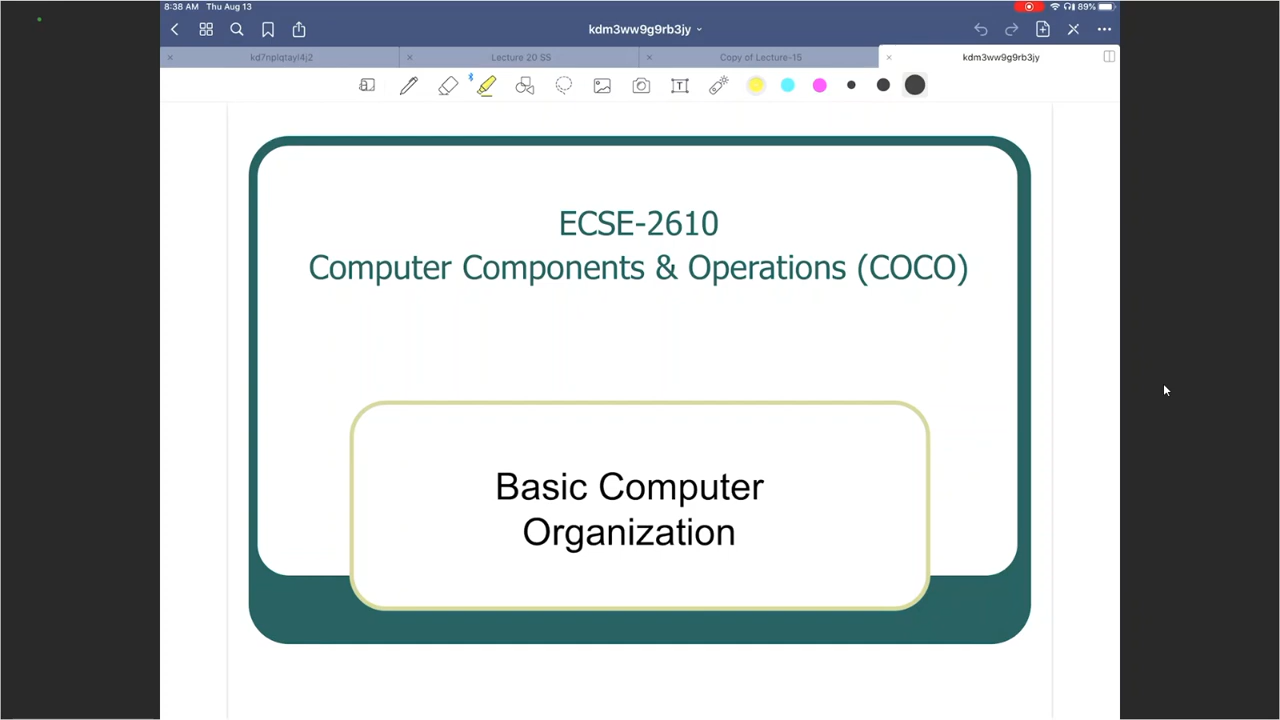 8:38 AM Thu Aug 13
89%
kdm3ww9g9rb3jy
kd7nplqtayl4j2
Lecture 20 SS
Copy of Lecture-15
kdm3ww9g9rb3jy
T
ECSE-2610
Computer Components & Operations (COCO)
Basic Computer
Organization